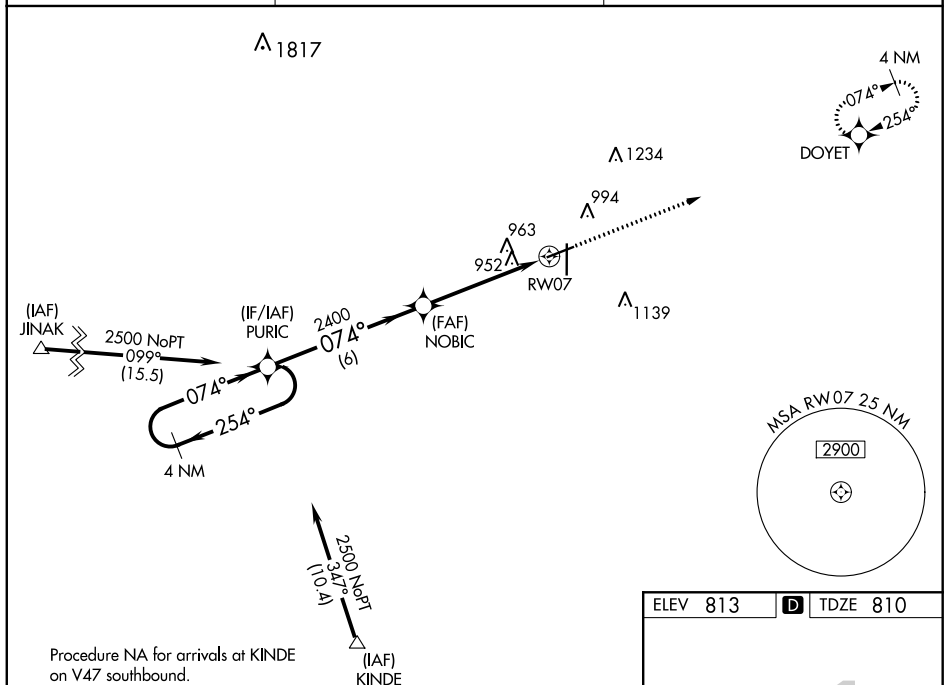 1817
4 NM
074°
254°
DOYET
1234
994
963
952
RW07
1139
(IAF)
JINAK
2500 NoPT
099°
(15.5)
(IF/IAF)
PURIC
2400
074°
(6)
(FAF)
NOBIC
074°
254°
4 NM
MSA RW07 25 NM
2900
2500 NoPT
347°
(10.4)
(IAF)
KINDE
Procedure NA for arrivals at KINDE
on V47 southbound.
ELEV 813 D TDZE 810